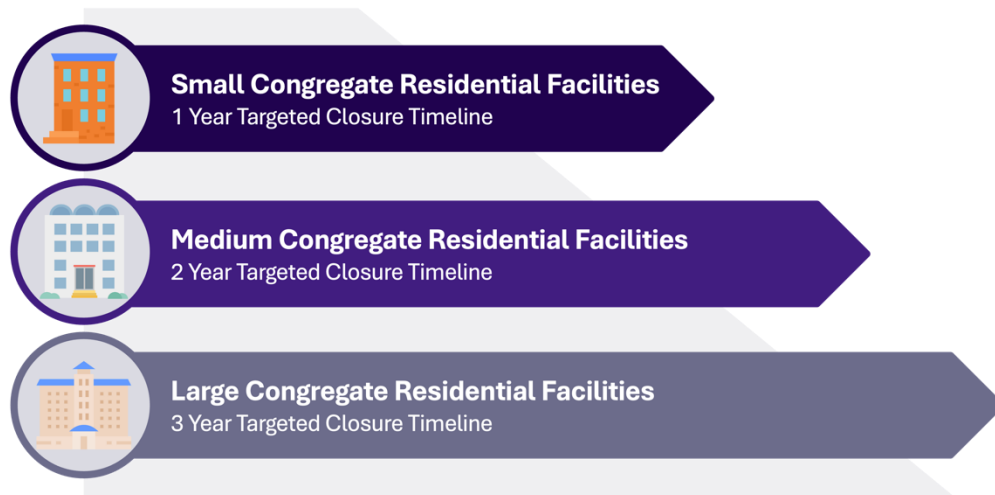 Small Congregate Residential Facilities
1 Year Targeted Closure Timeline
Medium Congregate Residential Facilities
2 Year Targeted Closure Timeline
Large Congregate Residential Facilities
3 Year Targeted Closure Timeline